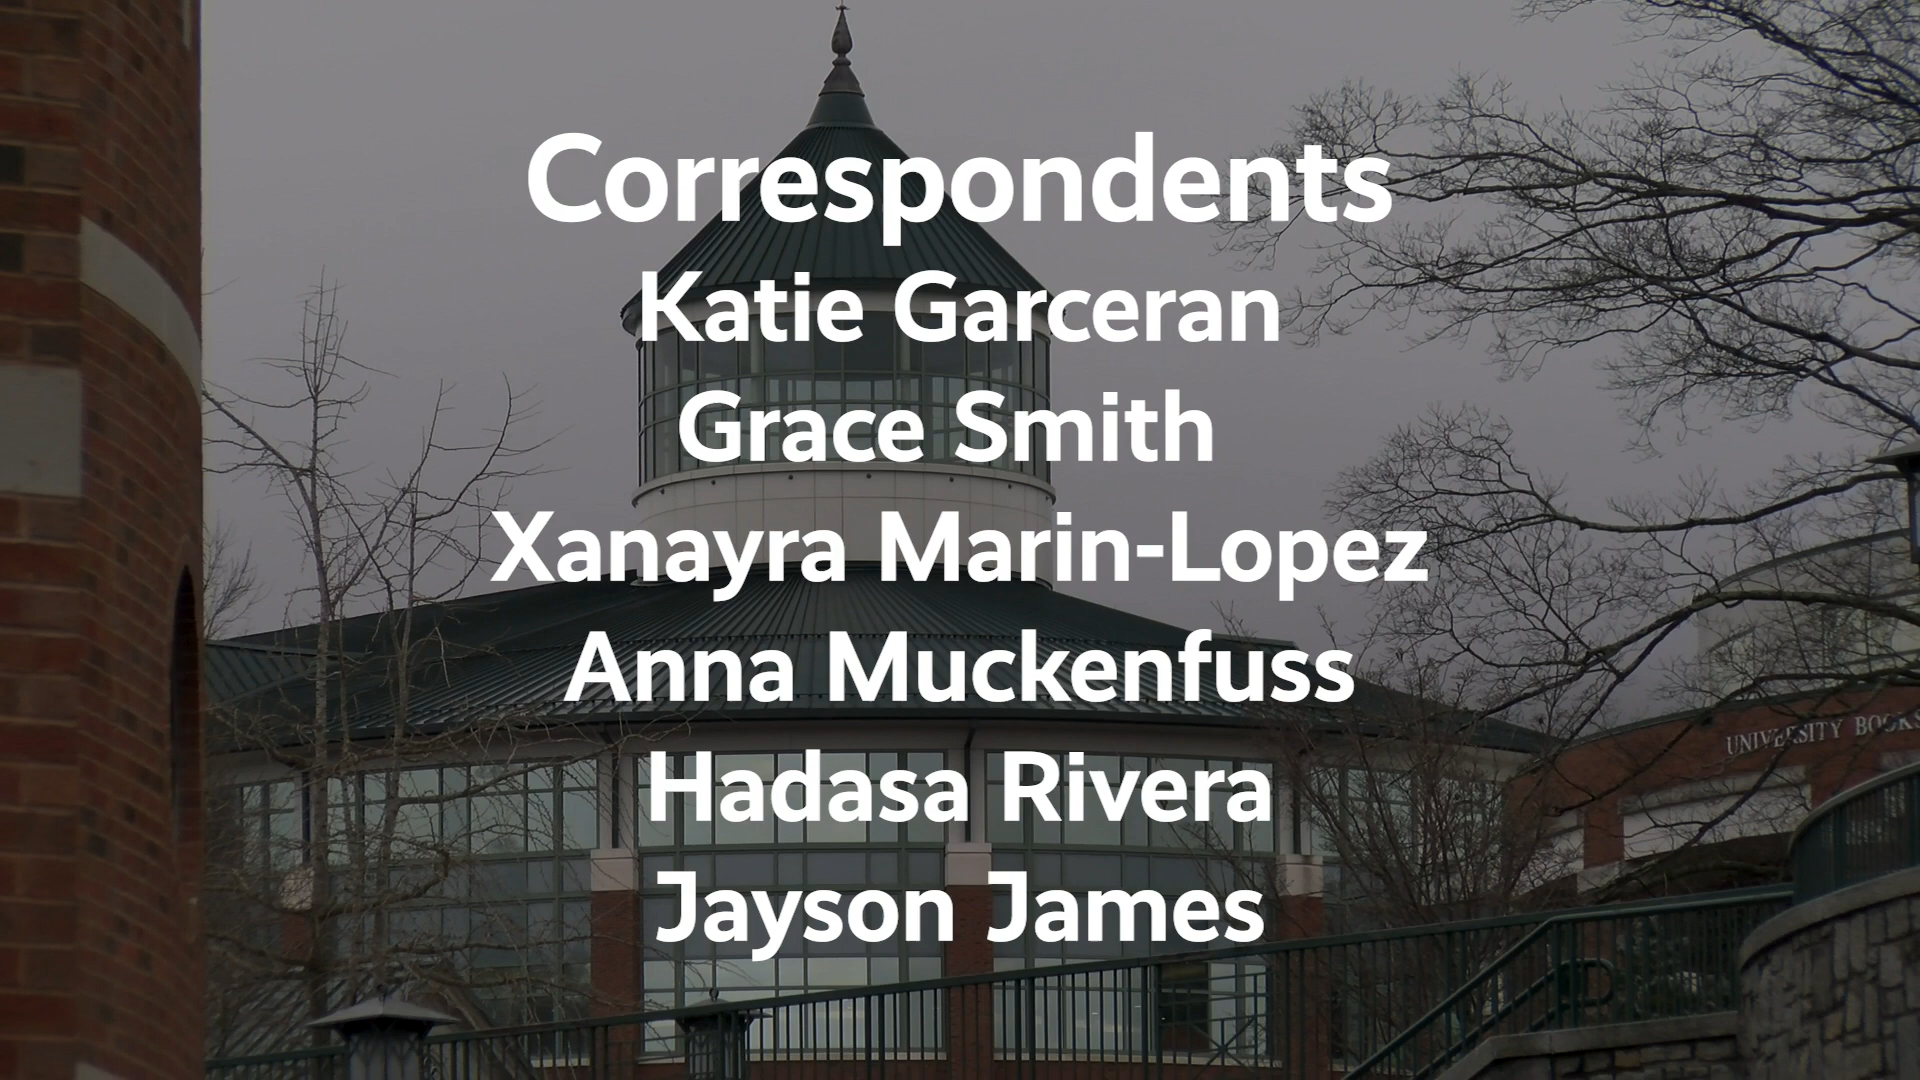 Correspondents
Katie Garceran
Grace Smith
Xanayra Marin-Lopez
Anna Muckenfuss
Hadasa Rivera
Jayson James
UNIVERSITY